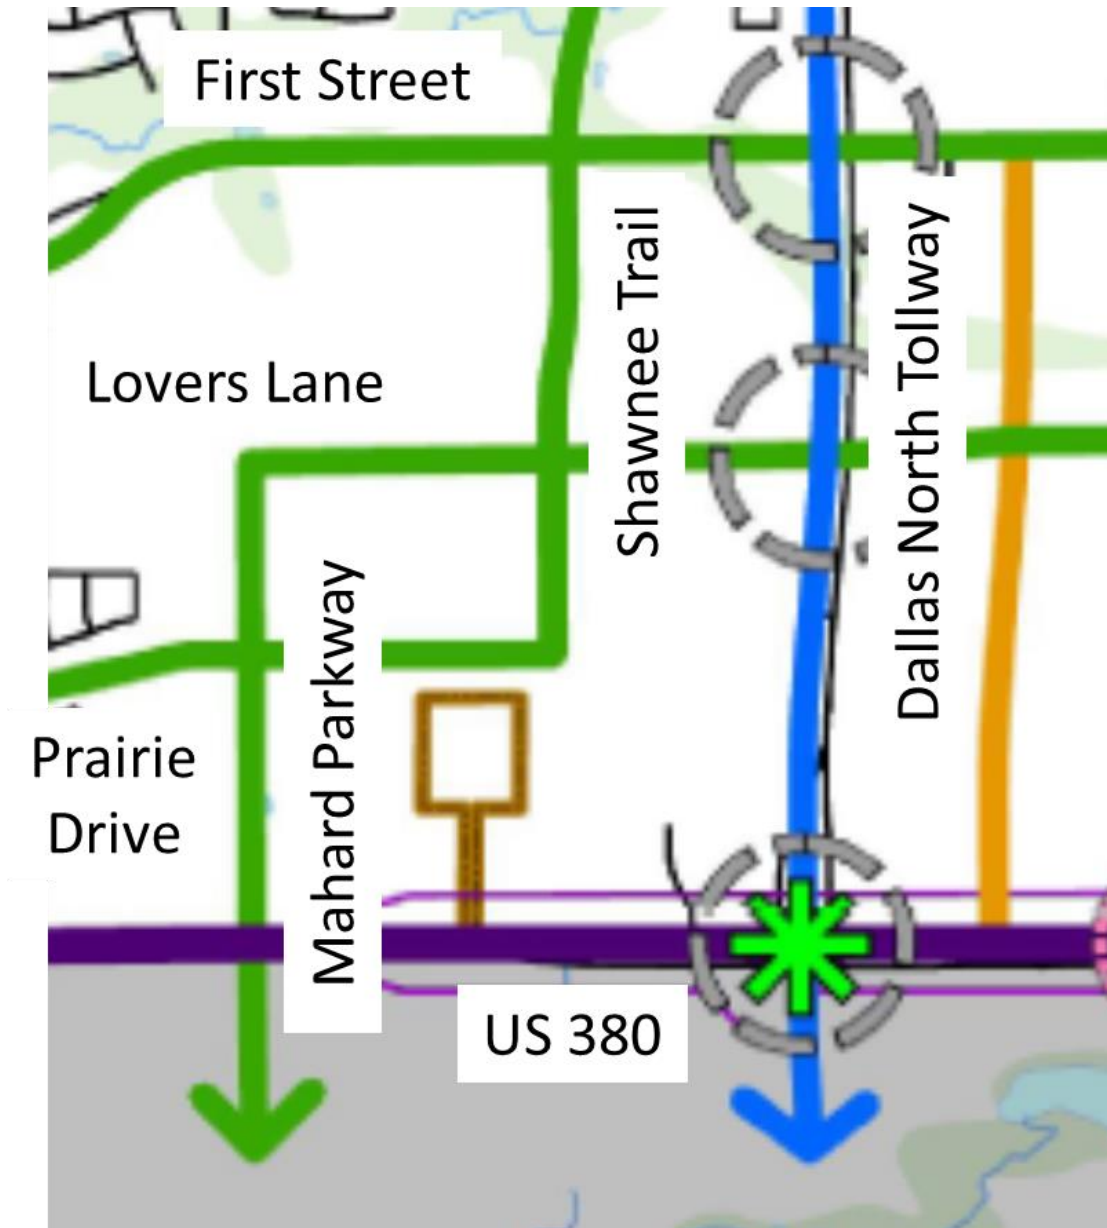 First Street
Shawnee Trail
Dallas North Tollway
Lovers Lane
Mahard Parkway
Prairie
Drive
US 380